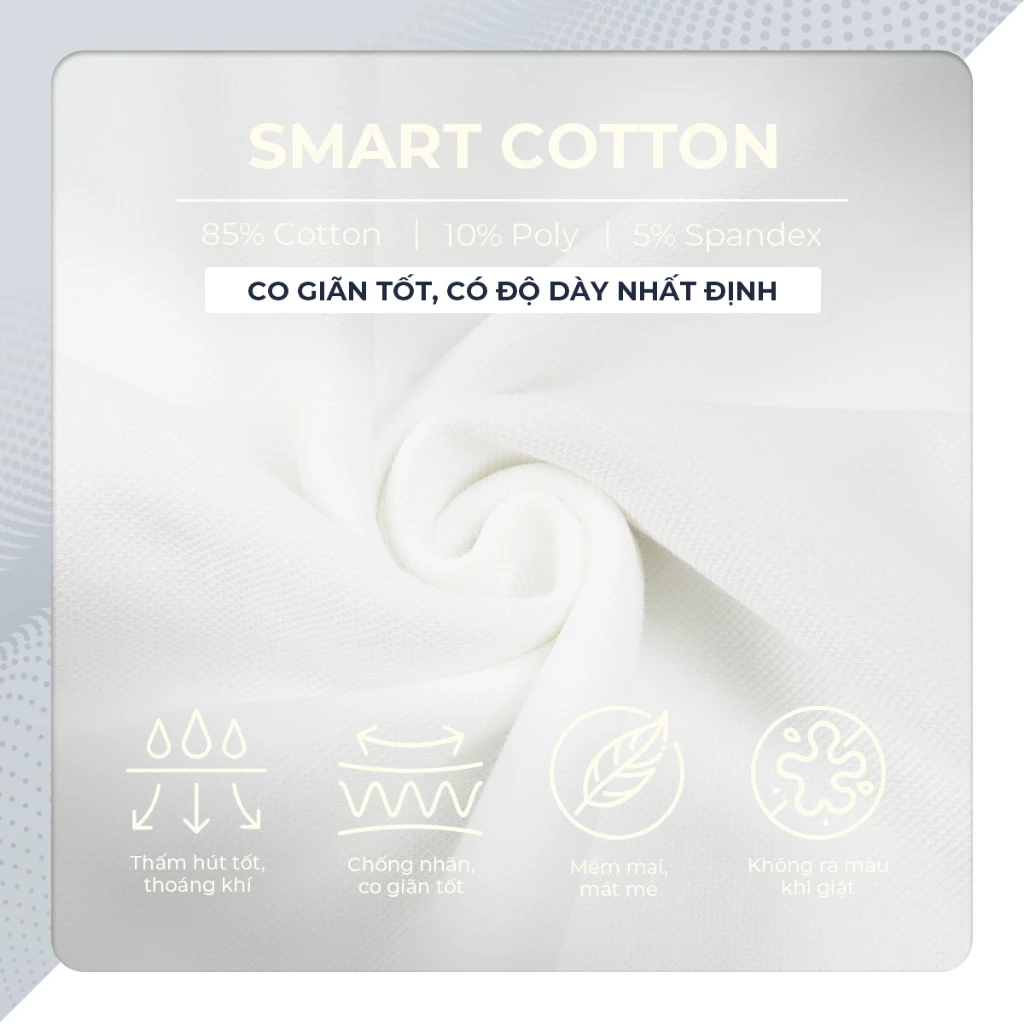 SMART COTTON
85% Cotton | 10% Poly | 5% Spandex
CO GIÃN TỐT, CÓ ĐỘ DÀY NHẤT ĐỊNH
Thấm hút tốt,
thoáng khí
Chống nhăn,
co giãn tốt
Mềm mại,
mát mẻ
Không ra màu
khi giặt